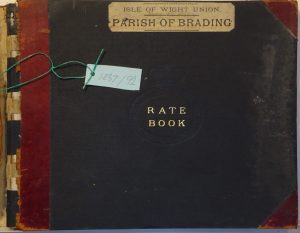 ISLE OF WIGHT UNION.
PARISH OF BRADING
RATE
BOOK